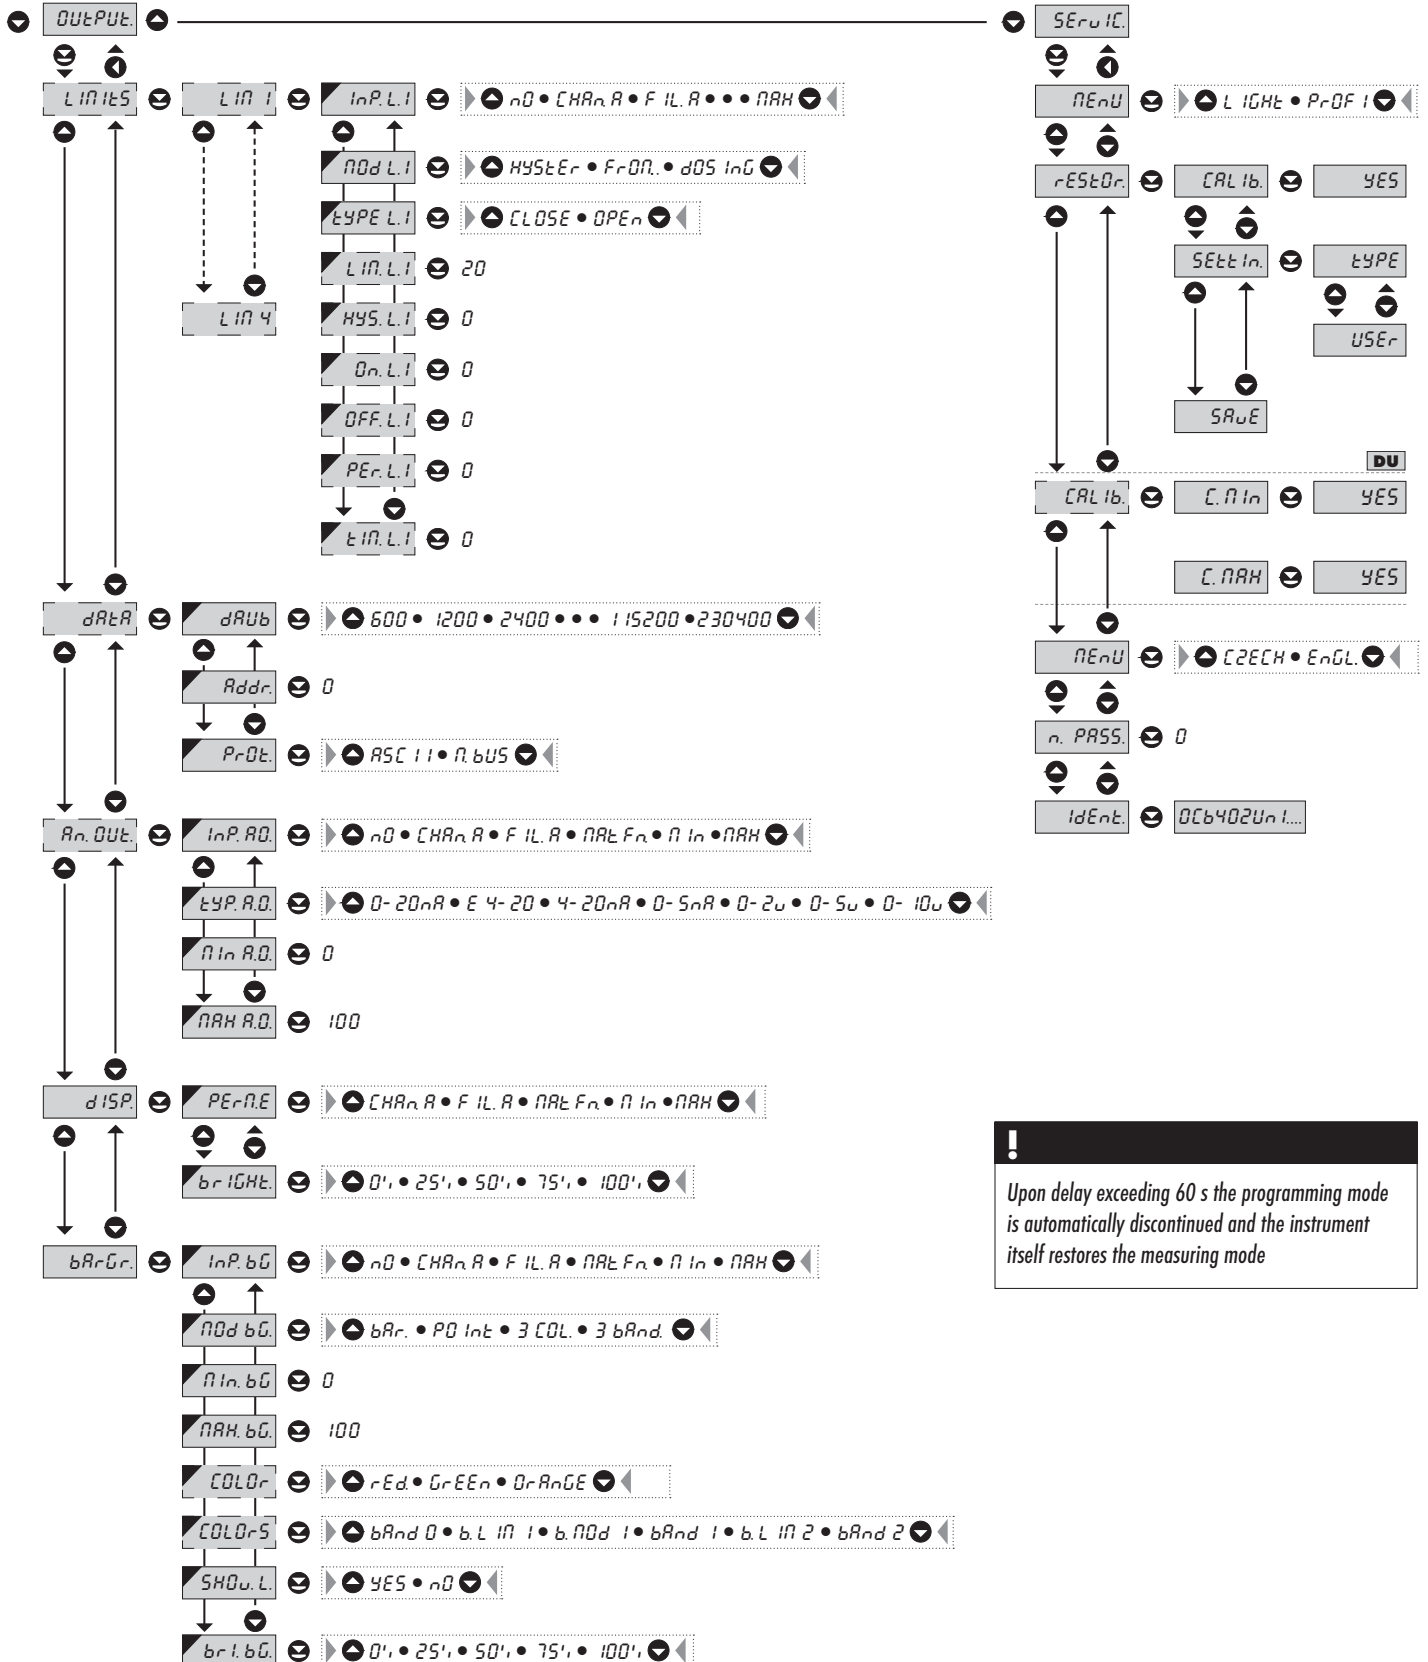 OUtPUt.
SErvIC.
LIMItS
LIM 1
InP. L.1
nO • CHAn. A • FIL. A • • • MAX
MEnU
LIGHt • PrOFI
MOd L.1
HYStEr • FrOM.. • dOSInG
rEStOr.
CALIb.
YES
tYPE L.1
CLOSE • OPEn
LIM. L.1
20
SEttIn.
tYPE
LIM 4
HYS. L.1
0
USEr
On. L.1
0
OFF. L.1
0
SAvE
PEr. L.1
0
DU
CALIb.
C. MIn
YES
tIM. L.1
0
C. MAX
YES
dAtA
dAUb
600 • 1200 • 2400 • • • 115200 • 230400
MEnU
CZECH • EnGL.
Addr.
0
n. PASS.
0
Prot.
ASCII • M. bUS
IdEnt.
OCb402UnI....
An. OUt.
InP. AO.
nO • CHAn. A • FIL. A • MAt Fn. • MIn • MAX
tYP. A.O.
0-20mA • E 4-20 • 4-20mA • 0-5mA • 0-2v • 0-5v • 0-10v
MIn A.O.
0
MAX A.O.
100
dISP.
PErM.E
CHAn. A • FIL. A • MAt Fn. • MIn • MAX
brIGHt.
0% • 25% • 50% • 75% • 100%
!
Upon delay exceeding 60 s the programming mode
is automatically discontinued and the instrument
itself restores the measuring mode
bArGr.
InP. bG
nO • CHAn. A • FIL. A • MAt Fn. • MIn • MAX
MOd bG.
bAr. • POInt • 3 COL. • 3 bAnd.
MIn. bG
0
MAX. bG.
100
COLOr
rEd. • GrEEn • OrAnGE
COLOrS
bAnd 0 • b. LIM 1 • b. MOd 1 • bAnd 1 • b. LIM 2 • bAnd 2
SHOw. L.
YES • nO
brI. bG.
0% • 25% • 50% • 75% • 100%